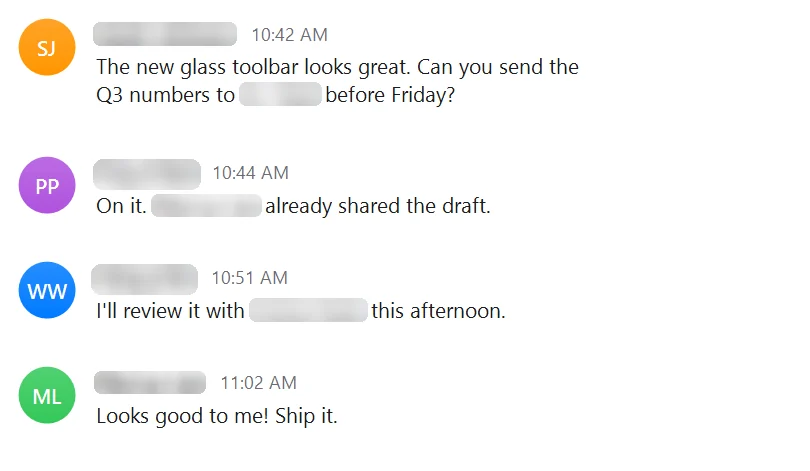 SJ
10:42 AM
The new glass toolbar looks great. Can you send the
Q3 numbers to before Friday?
PP
10:44 AM
On it. already shared the draft.
WW
10:51 AM
I'll review it with this afternoon.
ML
11:02 AM
Looks good to me! Ship it.